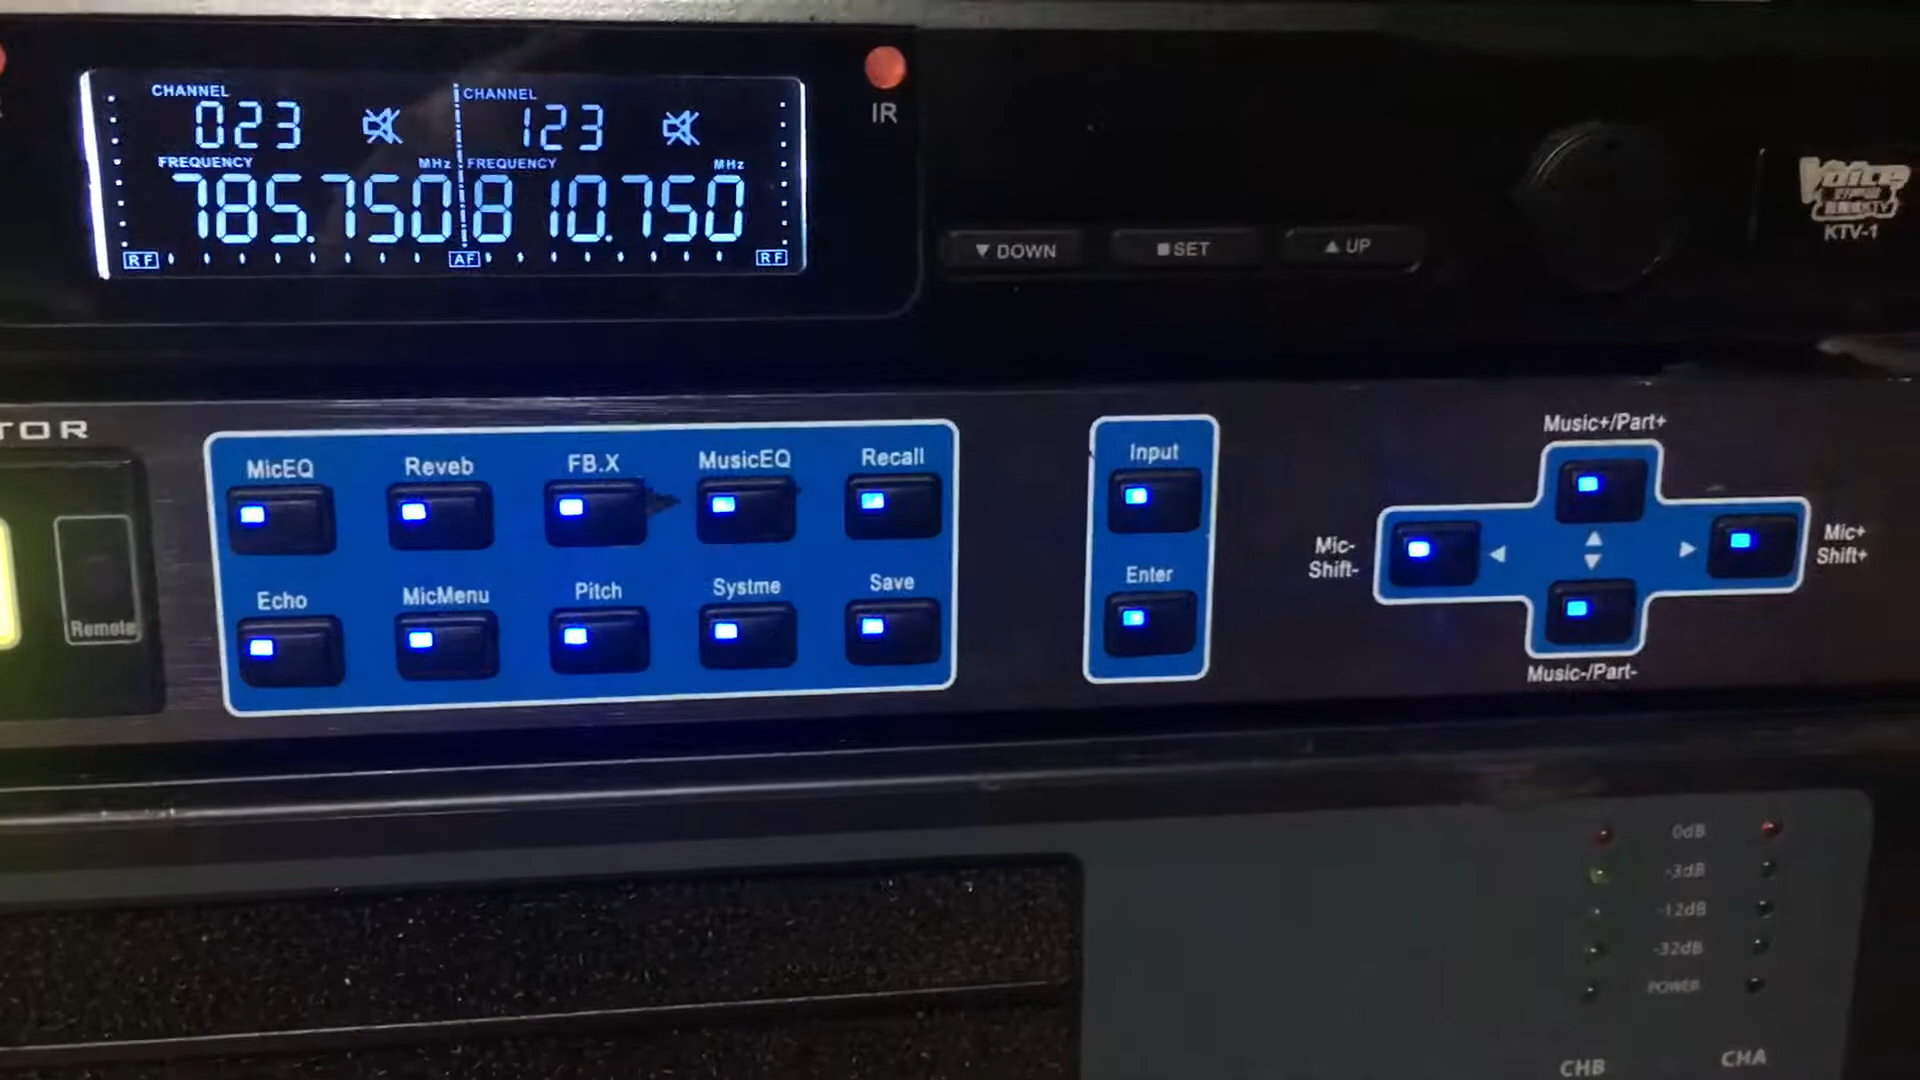 CHANNEL
023
CHANNEL
123
FREQUENCY
MHz
785.750
FREQUENCY
MHz
810.750
RF
AF
RF
IR
▼ DOWN
■ SET
▲ UP
Voice
KTV-1
TOR
Remote
MicEQ
Reveb
FB.X
MusicEQ
Recall
Echo
MicMenu
Pitch
Systme
Save
Input
Enter
Music+/Part+
Mic-
Shift-
Mic+
Shift+
Music-/Part-
0dB
-3dB
-12dB
-32dB
POWER
CHB
CHA